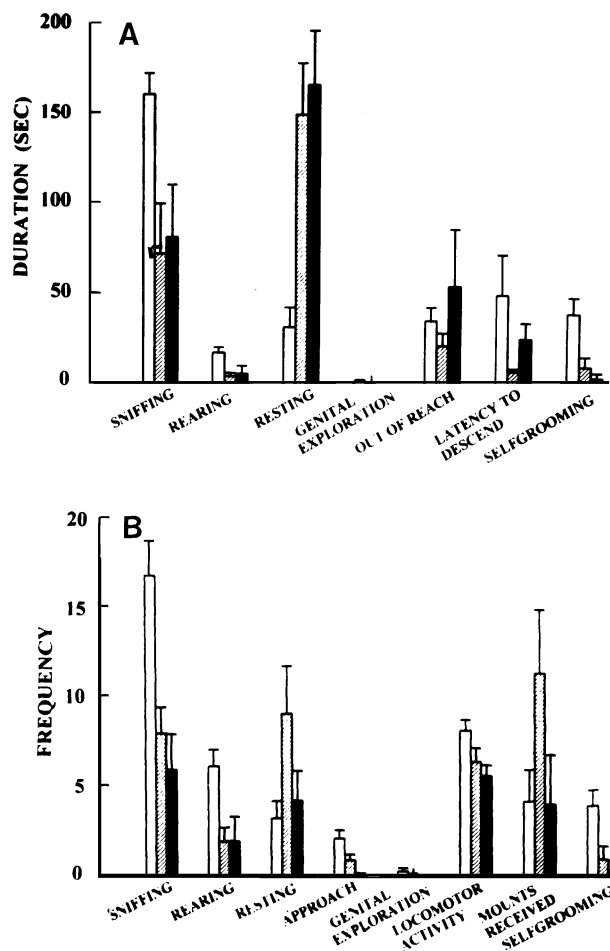 A
DURATION (SEC)
200
150
100
50
0
SNIFFING
REARING
RESTING
GENITAL
EXPLORATION
OUT OF REACH
LATENCY TO
DESCEND
SELFGROOMING
B
FREQUENCY
20
15
10
5
0
SNIFFING
REARING
RESTING
APPROACH
GENITAL
EXPLORATION
LOCOMOTOR
ACTIVITY
MOUNTS
RECEIVED
SELFGROOMING